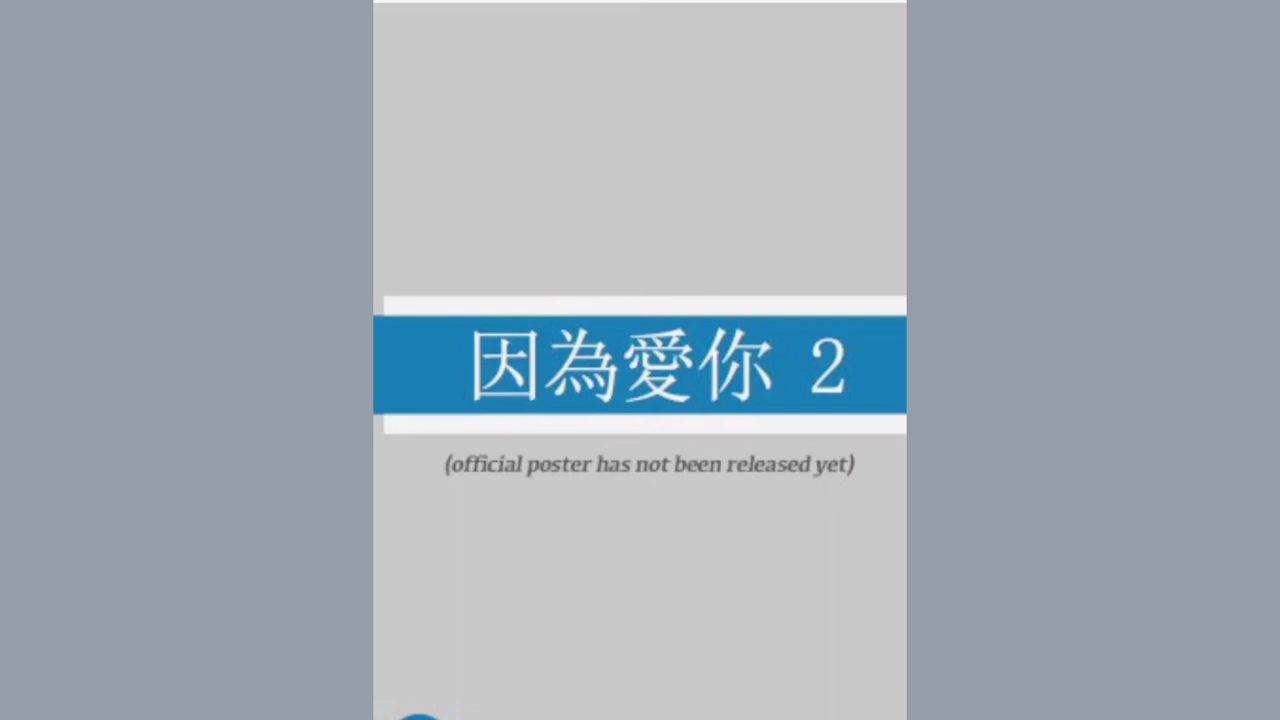 因為愛你 2
(official poster has not been released yet)